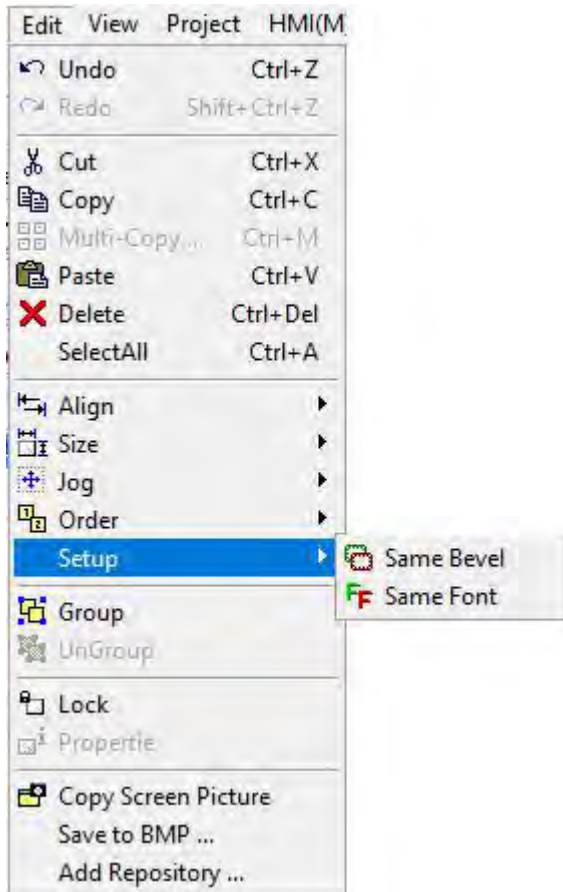 Edit View Project HMI(M
Undo Ctrl+Z
Redo Shift+Ctrl+Z
Cut Ctrl+X
Copy Ctrl+C
Multi-Copy... Ctrl+M
Paste Ctrl+V
Delete Ctrl+Del
SelectAll Ctrl+A
Align
Size
Jog
Order
Setup
Same Bevel
Same Font
Group
UnGroup
Lock
Propertie
Copy Screen Picture
Save to BMP ...
Add Repository ...